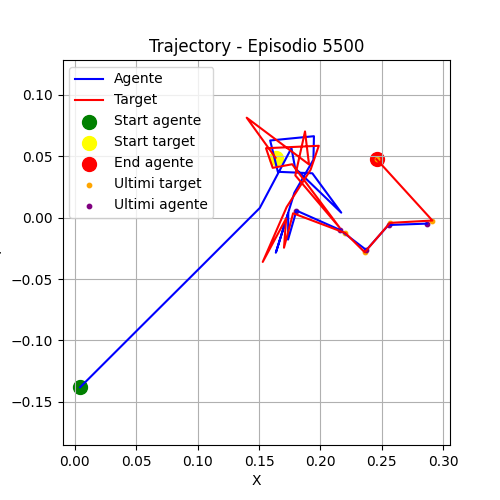 Trajectory - Episodio 5500
Agente
Target
Start agente
Start target
End agente
Ultimi target
Ultimi agente
0.10
0.05
0.00
−0.05
−0.10
−0.15
0.00
0.05
0.10
0.15
0.20
0.25
0.30
X